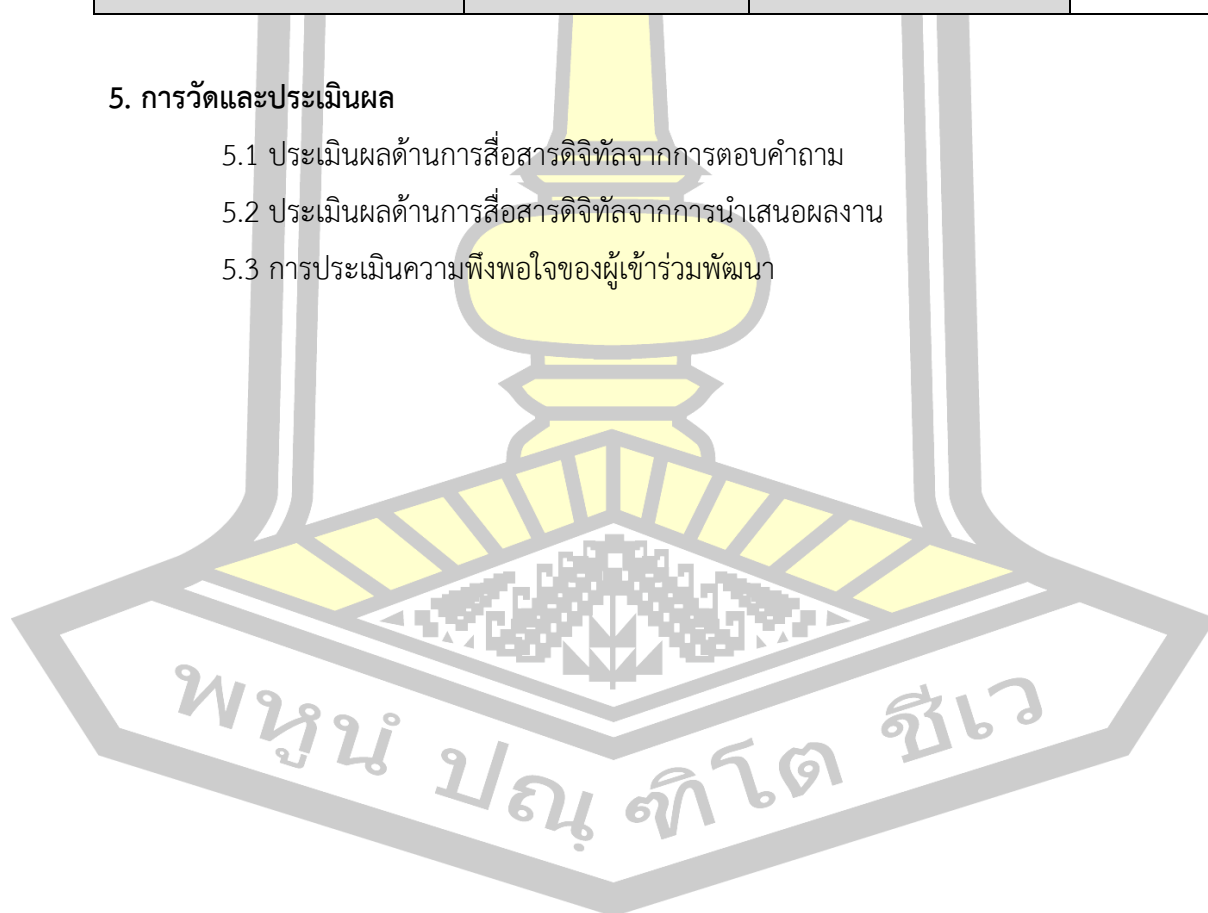 5. การวัดและประเมินผล
5.1 ประเมินผลด้านการสื่อสารดิจิทัลจากการตอบคำถาม
5.2 ประเมินผลด้านการสื่อสารดิจิทัลจากการนำเสนอผลงาน
5.3 การประเมินความพึงพอใจของผู้เข้าร่วมพัฒนา
พหูนํ ปณฺฑิโต ชีเว